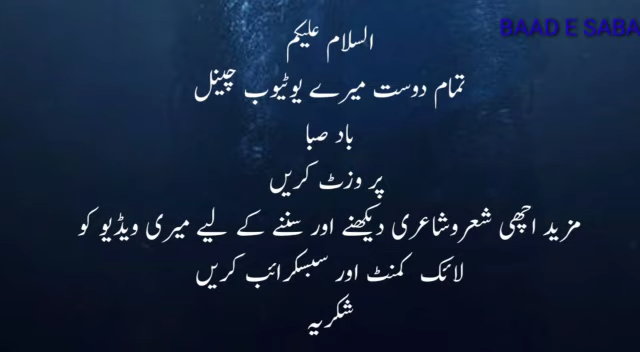 BAAD E SABA
السلام علیکم
تمام دوست میرے یوٹیوب چینل
باد صبا
پر وزٹ کریں
مزید اچھی شعروشاعری دیکھنے اور سننے کے لیے میری ویڈیو کو
لائک کمنٹ اور سبسکرائب کریں
شکریہ